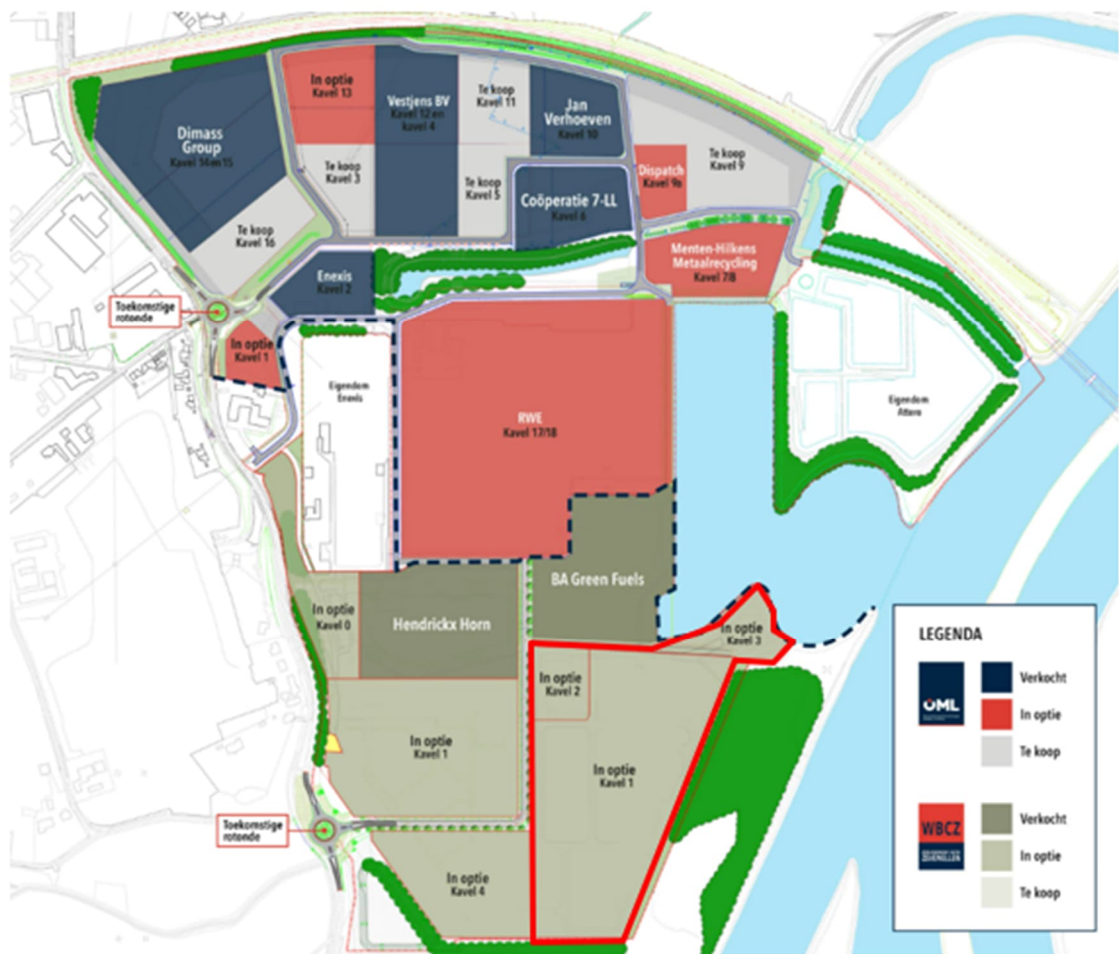 In optie
Kavel 13
Vestjens BV
Kavel 12 en
kavel 4
Te koop
Kavel 11
Jan
Verhoeven
Kavel 10
Dimass
Group
Kavel 14 en 15
Te koop
Kavel 3
Te koop
Kavel 5
Dispatch
Kavel 9a
Te koop
Kavel 9
Coöperatie 7-LL
Kavel 6
Te koop
Kavel 16
Menten-Hilkens
Metaalrecycling
Kavel 7/8
Enexis
Kavel 2
Toekomstige
rotonde
In optie
Kavel 1
Eigendom
Enexis
Eigendom
Attero
RWE
Kavel 17/18
BA Green Fuels
In optie
Kavel 0
Hendrickx Horn
In optie
Kavel 3
In optie
Kavel 2
In optie
Kavel 1
In optie
Kavel 1
Toekomstige
rotonde
In optie
Kavel 4
LEGENDA
OML
Verkocht
In optie
Te koop
WBCZ
Verkocht
In optie
Te koop